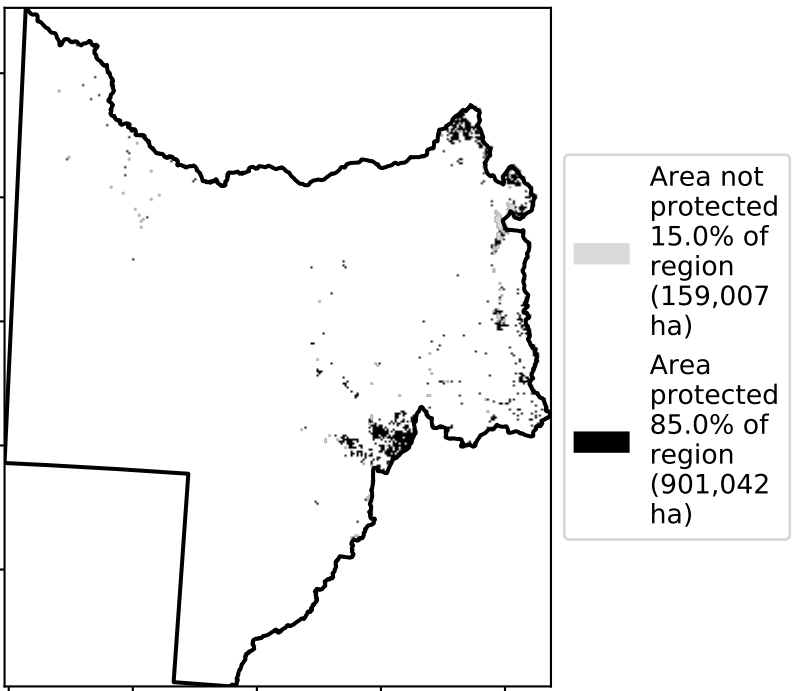 Area not
protected
15.0% of
region
(159,007
ha)
Area
protected
85.0% of
region
(901,042
ha)